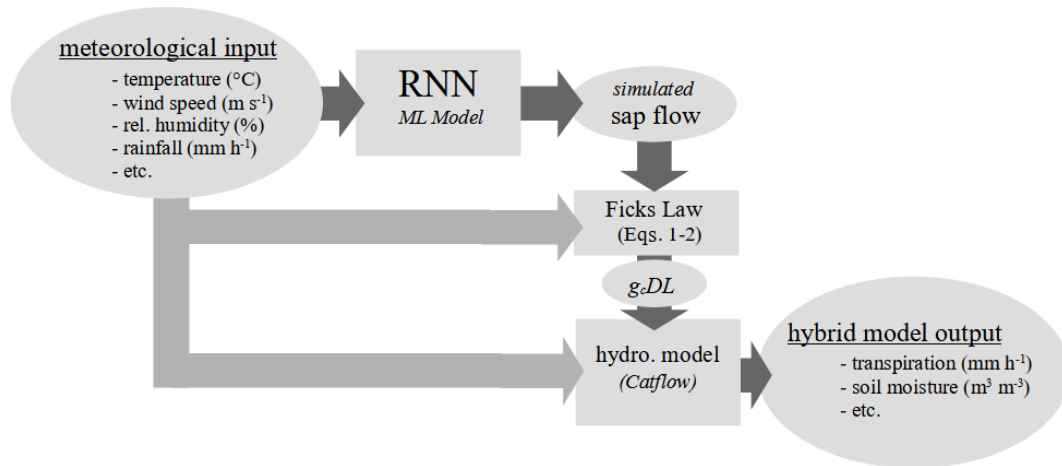 meteorological input
- temperature (°C)
- wind speed (m s⁻¹)
- rel. humidity (%)
- rainfall (mm h⁻¹)
- etc.
RNN
ML Model
simulated
sap flow
Ficks Law
(Eqs. 1-2)
gcDL
hydro. model
(Catflow)
hybrid model output
- transpiration (mm h⁻¹)
- soil moisture (m³ m⁻³)
- etc.